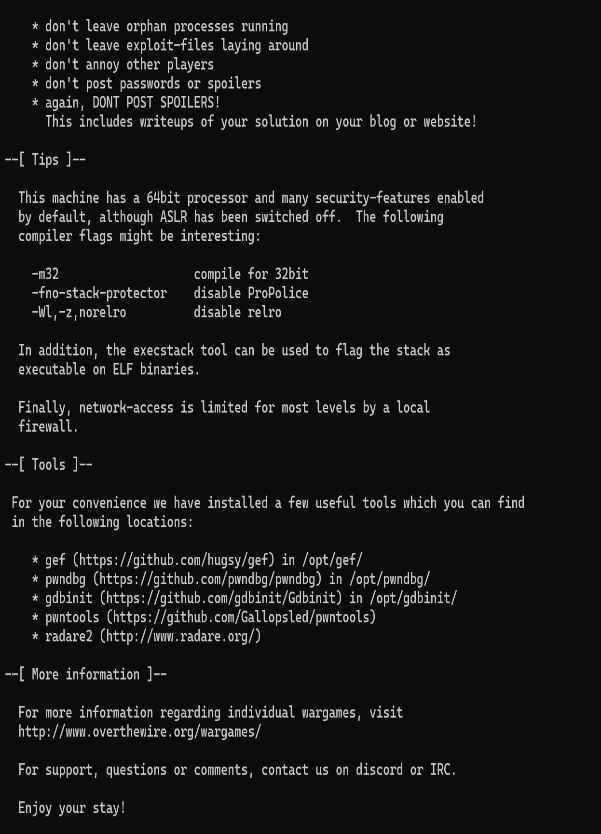 * don't leave orphan processes running
* don't leave exploit-files laying around
* don't annoy other players
* don't post passwords or spoilers
* again, DONT POST SPOILERS!
This includes writeups of your solution on your blog or website!
--[ Tips ]--
This machine has a 64bit processor and many security-features enabled
by default, although ASLR has been switched off.  The following
compiler flags might be interesting:
-m32                    compile for 32bit
-fno-stack-protector    disable ProPolice
-Wl,-z,norelro          disable relro
In addition, the execstack tool can be used to flag the stack as
executable on ELF binaries.
Finally, network-access is limited for most levels by a local
firewall.
--[ Tools ]--
For your convenience we have installed a few useful tools which you can find
in the following locations:
* gef (https://github.com/hugsy/gef) in /opt/gef/
* pwndbg (https://github.com/pwndbg/pwndbg) in /opt/pwndbg/
* gdbinit (https://github.com/gdbinit/Gdbinit) in /opt/gdbinit/
* pwntools (https://github.com/Gallopsled/pwntools)
* radare2 (http://www.radare.org/)
--[ More information ]--
For more information regarding individual wargames, visit
http://www.overthewire.org/wargames/
For support, questions or comments, contact us on discord or IRC.
Enjoy your stay!